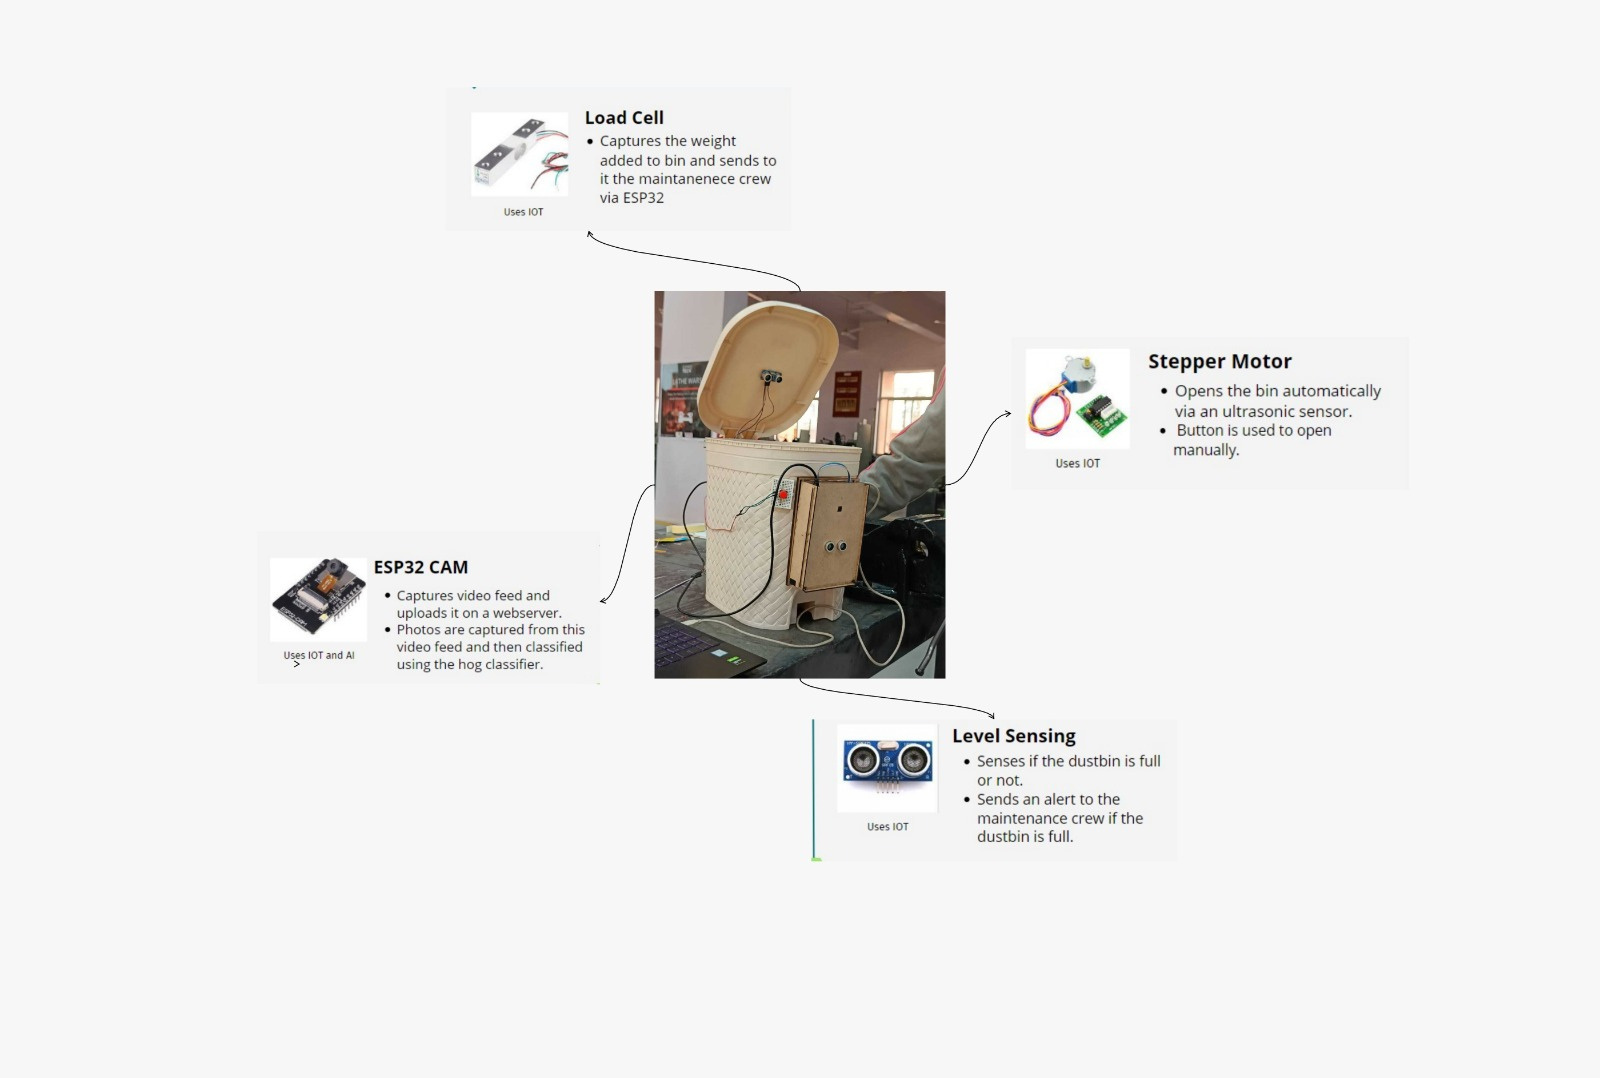 Load Cell
Captures the weight
added to bin and sends to
it the maintanenece crew
via ESP32
Uses IOT
Stepper Motor
Opens the bin automatically
via an ultrasonic sensor.
Button is used to open
manually.
Uses IOT
ESP32 CAM
Captures video feed and
uploads it on a webserver.
Photos are captured from this
video feed and then classified
using the hog classifier.
Uses IOT and AI
Level Sensing
Senses if the dustbin is full
or not.
Sends an alert to the
maintenance crew if the
dustbin is full.
Uses IOT